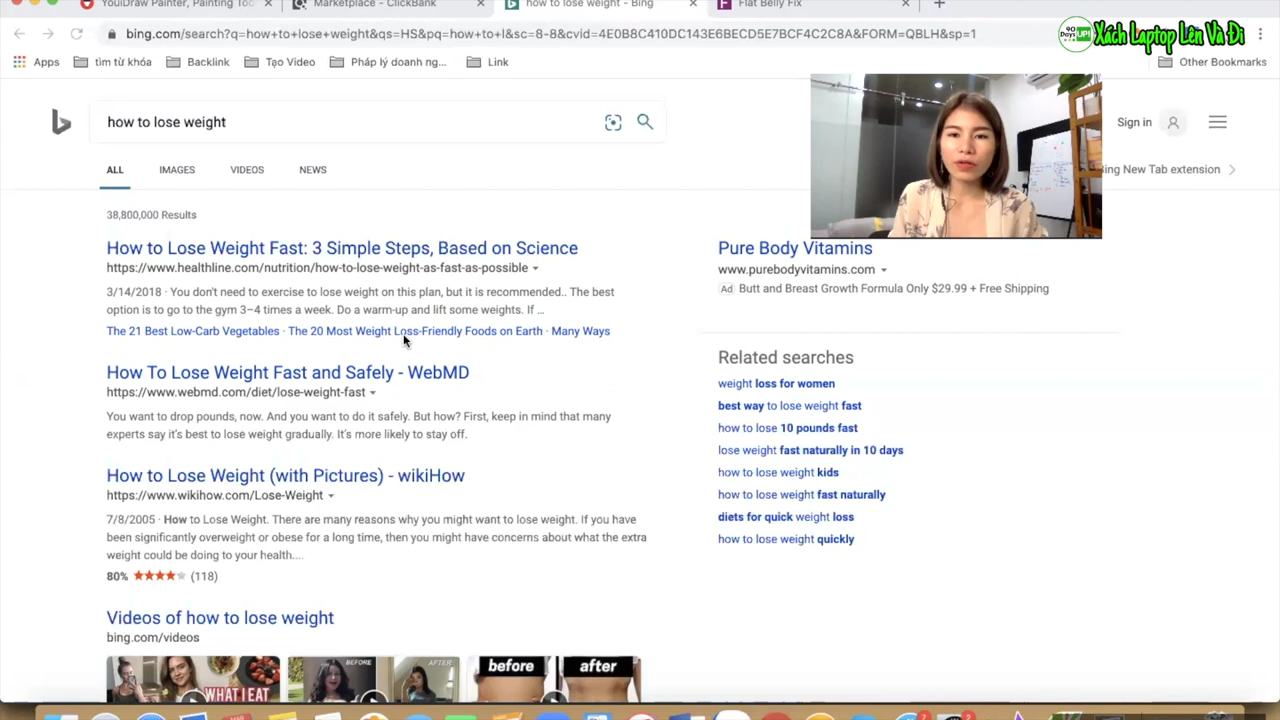 YouiDraw Painter, Painting Too
Marketplace - ClickBank
how to lose weight - Bing
Flat Belly Fix
bing.com/search?q=how+to+lose+weight&qs=HS&pq=how+to+l&sc=8-8&cvid=4E0B8C4410DC143E6BECD5E7BCF4C2C8A&FORM=QBLH&sp=1
90 Days UP! Xách Laptop Lên Và Đi
Apps tìm từ khóa Backlink Tạo Video Pháp lý doanh ng... Link Other Bookmarks
how to lose weight
Sign in
ALL IMAGES VIDEOS NEWS
ing New Tab extension
38,800,000 Results
How to Lose Weight Fast: 3 Simple Steps, Based on Science
https://www.healthline.com/nutrition/how-to-lose-weight-as-fast-as-possible
3/14/2018 · You don't need to exercise to lose weight on this plan, but it is recommended.. The best
option is to go to the gym 3–4 times a week. Do a warm-up and lift some weights. If ...
The 21 Best Low-Carb Vegetables · The 20 Most Weight Loss-Friendly Foods on Earth · Many Ways
How To Lose Weight Fast and Safely - WebMD
https://www.webmd.com/diet/lose-weight-fast
You want to drop pounds, now. And you want to do it safely. But how? First, keep in mind that many
experts say it's best to lose weight gradually. It's more likely to stay off.
How to Lose Weight (with Pictures) - wikiHow
https://www.wikihow.com/Lose-Weight
7/8/2005 · How to Lose Weight. There are many reasons why you might want to lose weight. If you have
been significantly overweight or obese for a long time, then you might have concerns about what the extra
weight could be doing to your health....
80% (118)
Videos of how to lose weight
bing.com/videos
WHAT I EAT
BEFORE
AFTER
before
after
Pure Body Vitamins
www.purebodyvitamins.com
Ad Butt and Breast Growth Formula Only $29.99 + Free Shipping
Related searches
weight loss for women
best way to lose weight fast
how to lose 10 pounds fast
lose weight fast naturally in 10 days
how to lose weight kids
how to lose weight fast naturally
diets for quick weight loss
how to lose weight quickly